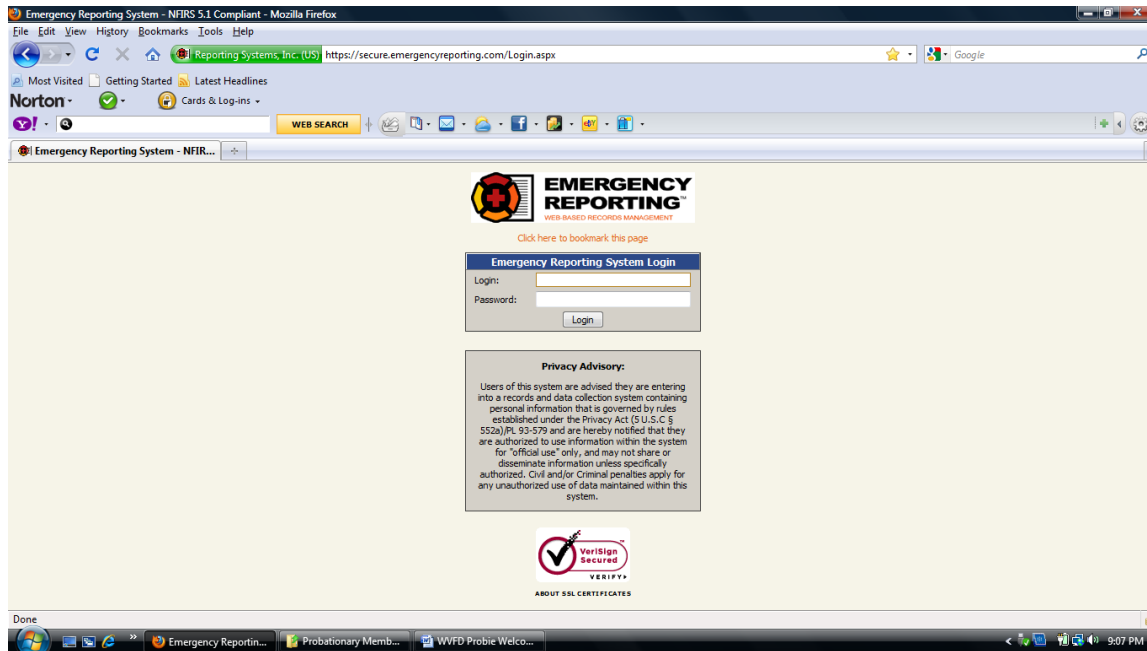 Emergency Reporting System - NFIRS 5.1 Compliant - Mozilla Firefox
File Edit View History Bookmarks Tools Help
Reporting Systems, Inc. (US) https://secure.emergencyreporting.com/Login.aspx Google
Most Visited Getting Started Latest Headlines
Norton Cards & Log-ins
Y! WEB SEARCH
Emergency Reporting System - NFIR...
EMERGENCY
REPORTING™
WEB-BASED RECORDS MANAGEMENT
Click here to bookmark this page
Emergency Reporting System Login
Login:
Password:
Login
Privacy Advisory:
Users of this system are advised they are entering
into a records and data collection system containing
personal information that is governed by rules
established under the Privacy Act (5 U.S.C §
552a)/PL 93-579 and are hereby notified that they
are authorized to use information within the system
for "official use" only, and may not share or
disseminate information unless specifically
authorized. Civil and/or Criminal penalties apply for
any unauthorized use of data maintained within this
system.
VeriSign
Secured
VERIFY
ABOUT SSL CERTIFICATES
Done
Emergency Reportin... Probationary Memb... WVFD Probie Welco... 9:07 PM